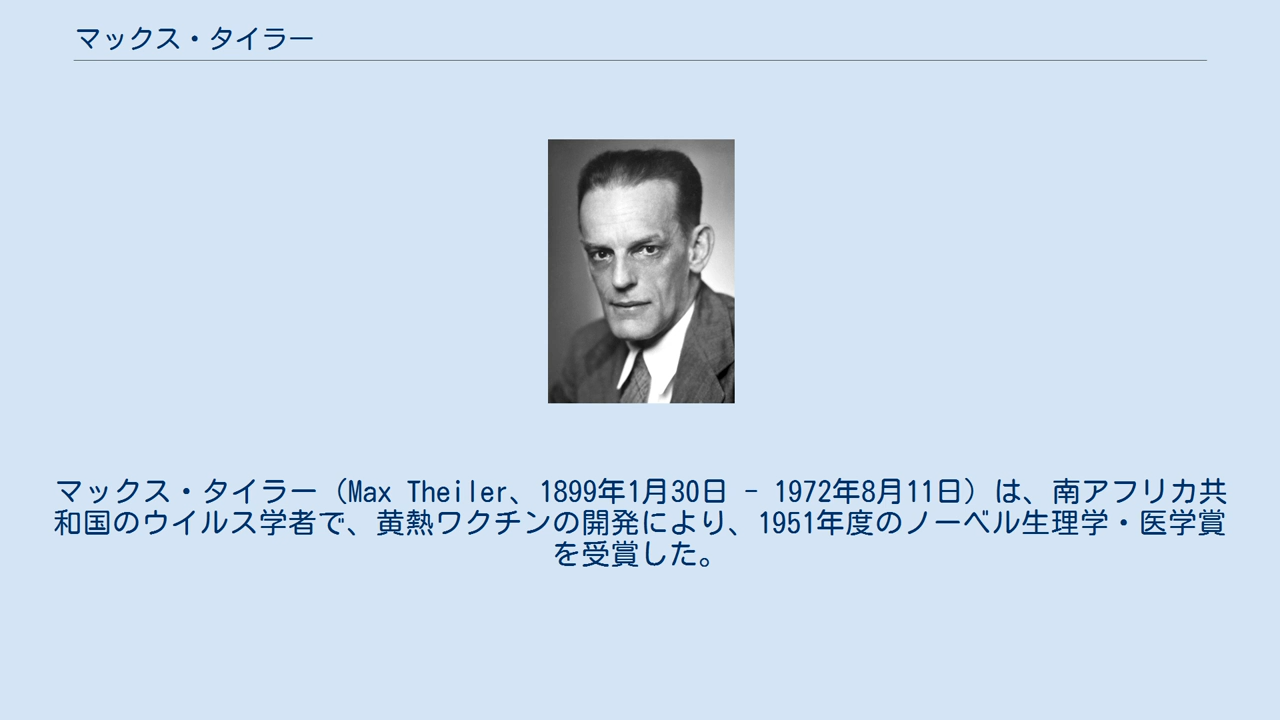 マックス・タイラー
マックス・タイラー（Max Theiler、1899年1月30日 - 1972年8月11日）は、南アフリカ共
和国のウイルス学者で、黄熱ワクチンの開発により、1951年度のノーベル生理学・医学賞
を受賞した。